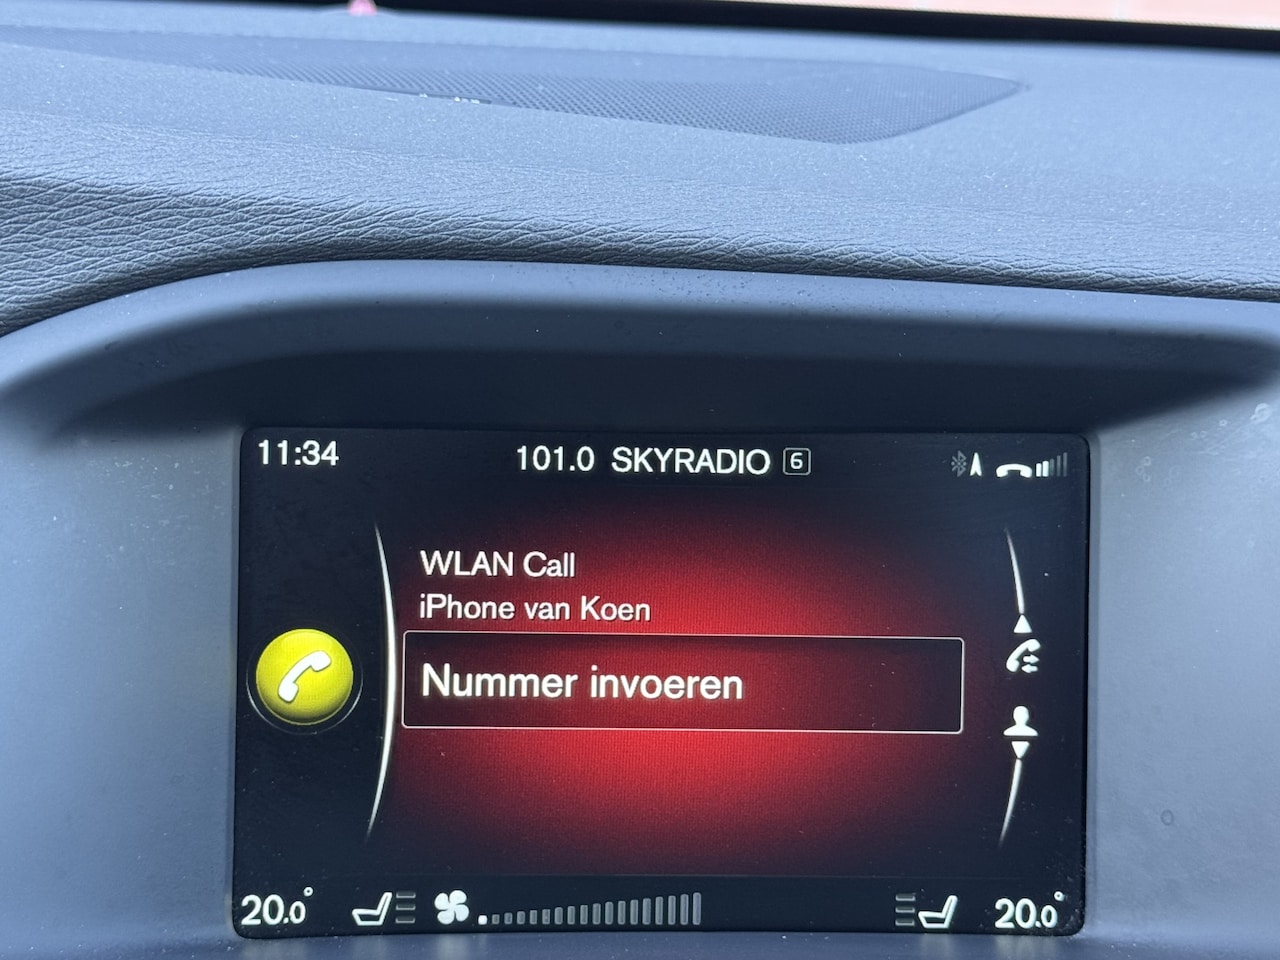 11:34
101.0 SKYRADIO 6
WLAN Call
iPhone van Koen
Nummer invoeren
20.0°
20.0°